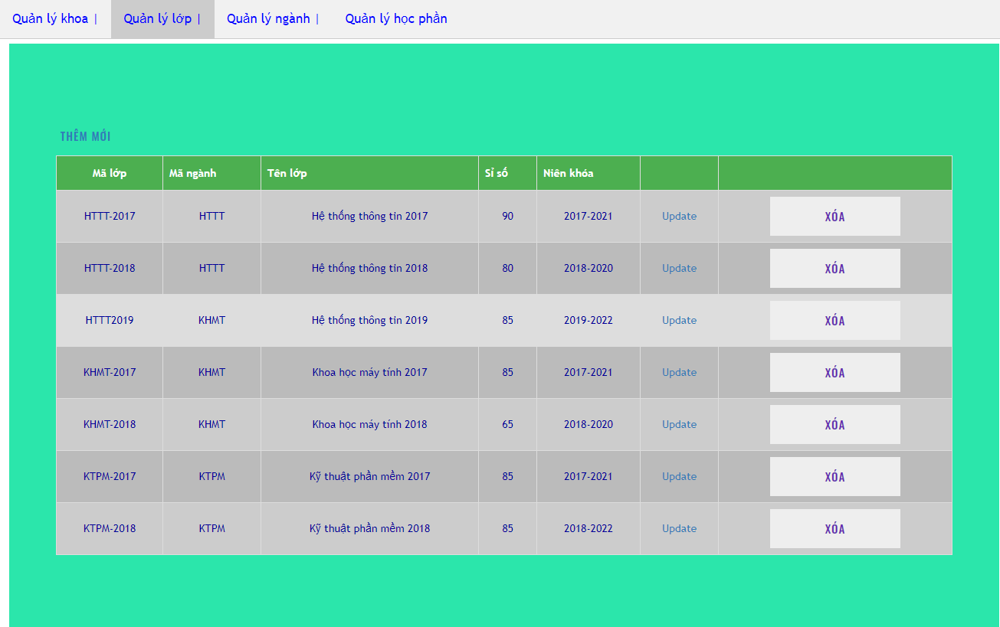 Quản lý khoa | Quản lý lớp | Quản lý ngành | Quản lý học phần
THÊM MỚI
Mã lớp Mã ngành Tên lớp Sỉ số Niên khóa
HTTT-2017 HTTT Hệ thống thông tin 2017 90 2017-2021 Update XÓA
HTTT-2018 HTTT Hệ thống thông tin 2018 80 2018-2020 Update XÓA
HTTT2019 KHMT Hệ thống thông tin 2019 85 2019-2022 Update XÓA
KHMT-2017 KHMT Khoa học máy tính 2017 85 2017-2021 Update XÓA
KHMT-2018 KHMT Khoa học máy tính 2018 65 2018-2020 Update XÓA
KTPM-2017 KTPM Kỹ thuật phần mềm 2017 85 2017-2021 Update XÓA
KTPM-2018 KTPM Kỹ thuật phần mềm 2018 85 2018-2022 Update XÓA